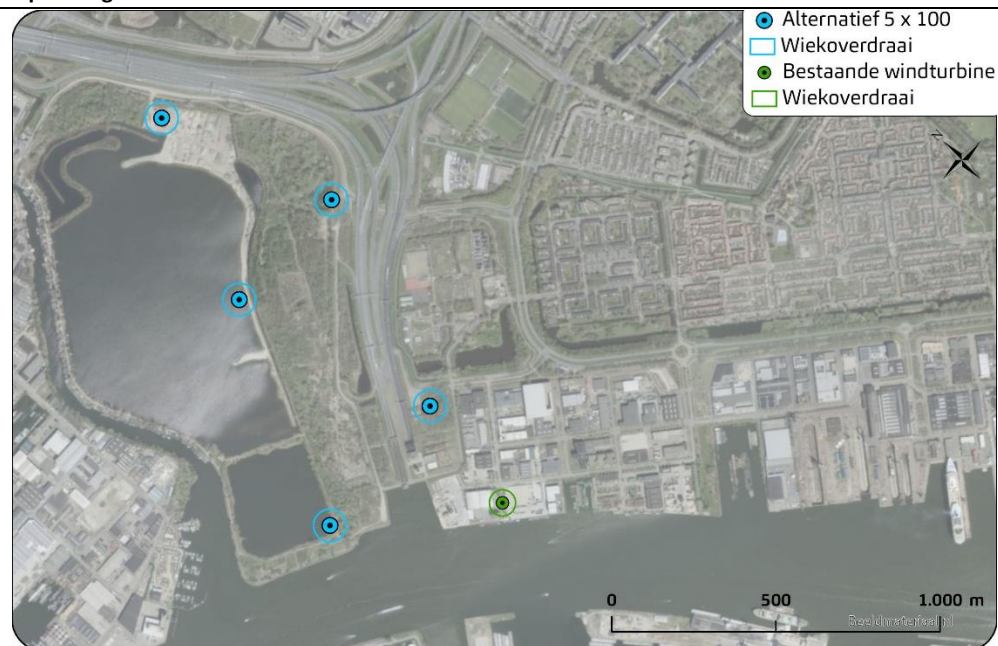 Alternatief 5 x 100
Wiekoverdraai
Bestaande windturbine
Wiekoverdraai
N
0 500 1.000 m
Beeldmateriaal.nl